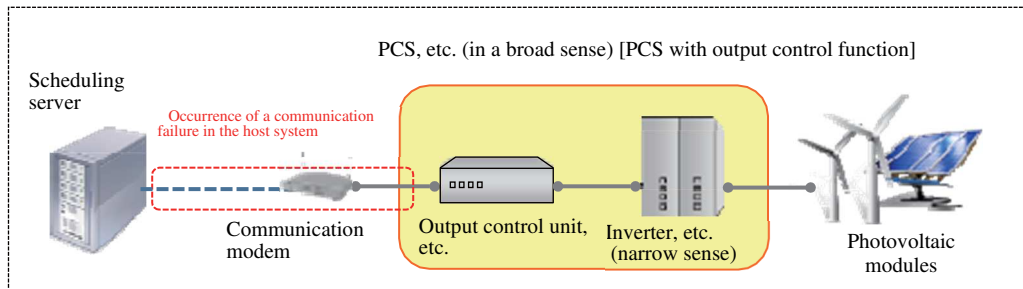 PCS, etc. (in a broad sense) [PCS with output control function]
Scheduling
server
Occurrence of a communication
failure in the host system
Communication
modem
Output control unit,
etc.
Inverter, etc.
(narrow sense)
Photovoltaic
modules